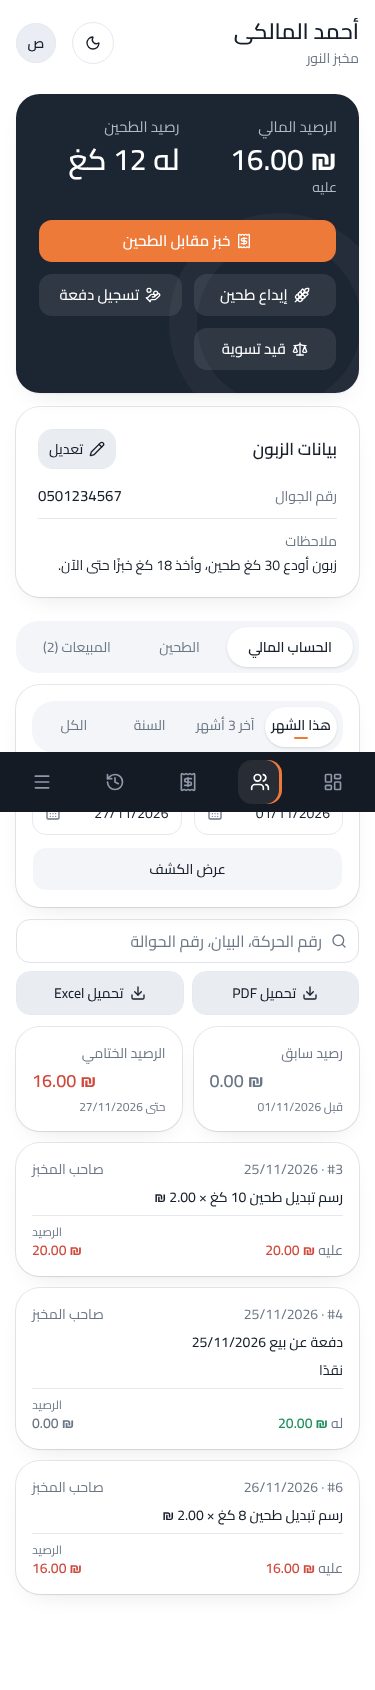 أحمد المالكي
مخبز النور
ص
الرصيد المالي
₪ 16.00
عليه
رصيد الطحين
له 12 كغ
خبز مقابل الطحين
إيداع طحين
تسجيل دفعة
قيد تسوية
بيانات الزبون
تعديل
رقم الجوال
0501234567
ملاحظات
زبون أودع 30 كغ طحين، وأخذ 18 كغ خبزًا حتى الآن.
الحساب المالي
الطحين
المبيعات (2)
هذا الشهر
آخر 3 أشهر
السنة
الكل
01/11/2026
27/11/2026
عرض الكشف
رقم الحركة، البيان، رقم الحوالة
تحميل PDF
تحميل Excel
رصيد سابق
₪ 0.00
قبل 01/11/2026
الرصيد الختامي
₪ 16.00
حتى 27/11/2026
#3 · 25/11/2026
صاحب المخبز
رسم تبديل طحين 10 كغ × 2.00 ₪
عليه ₪ 20.00
الرصيد
₪ 20.00
#4 · 25/11/2026
صاحب المخبز
دفعة عن بيع 25/11/2026
نقدًا
له ₪ 20.00
الرصيد
₪ 0.00
#6 · 26/11/2026
صاحب المخبز
رسم تبديل طحين 8 كغ × 2.00 ₪
عليه ₪ 16.00
الرصيد
₪ 16.00